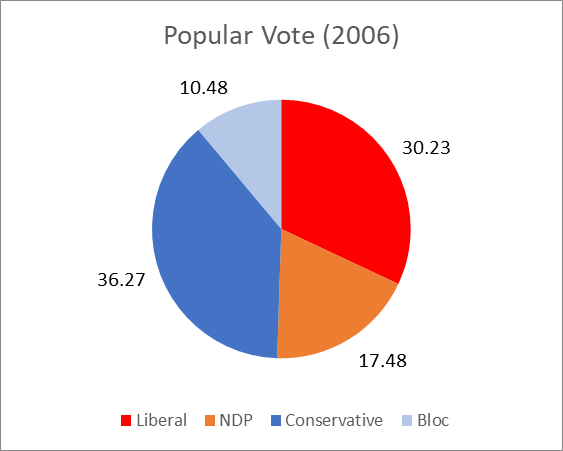 Popular Vote (2006)
10.48
30.23
36.27
17.48
Liberal NDP Conservative Bloc